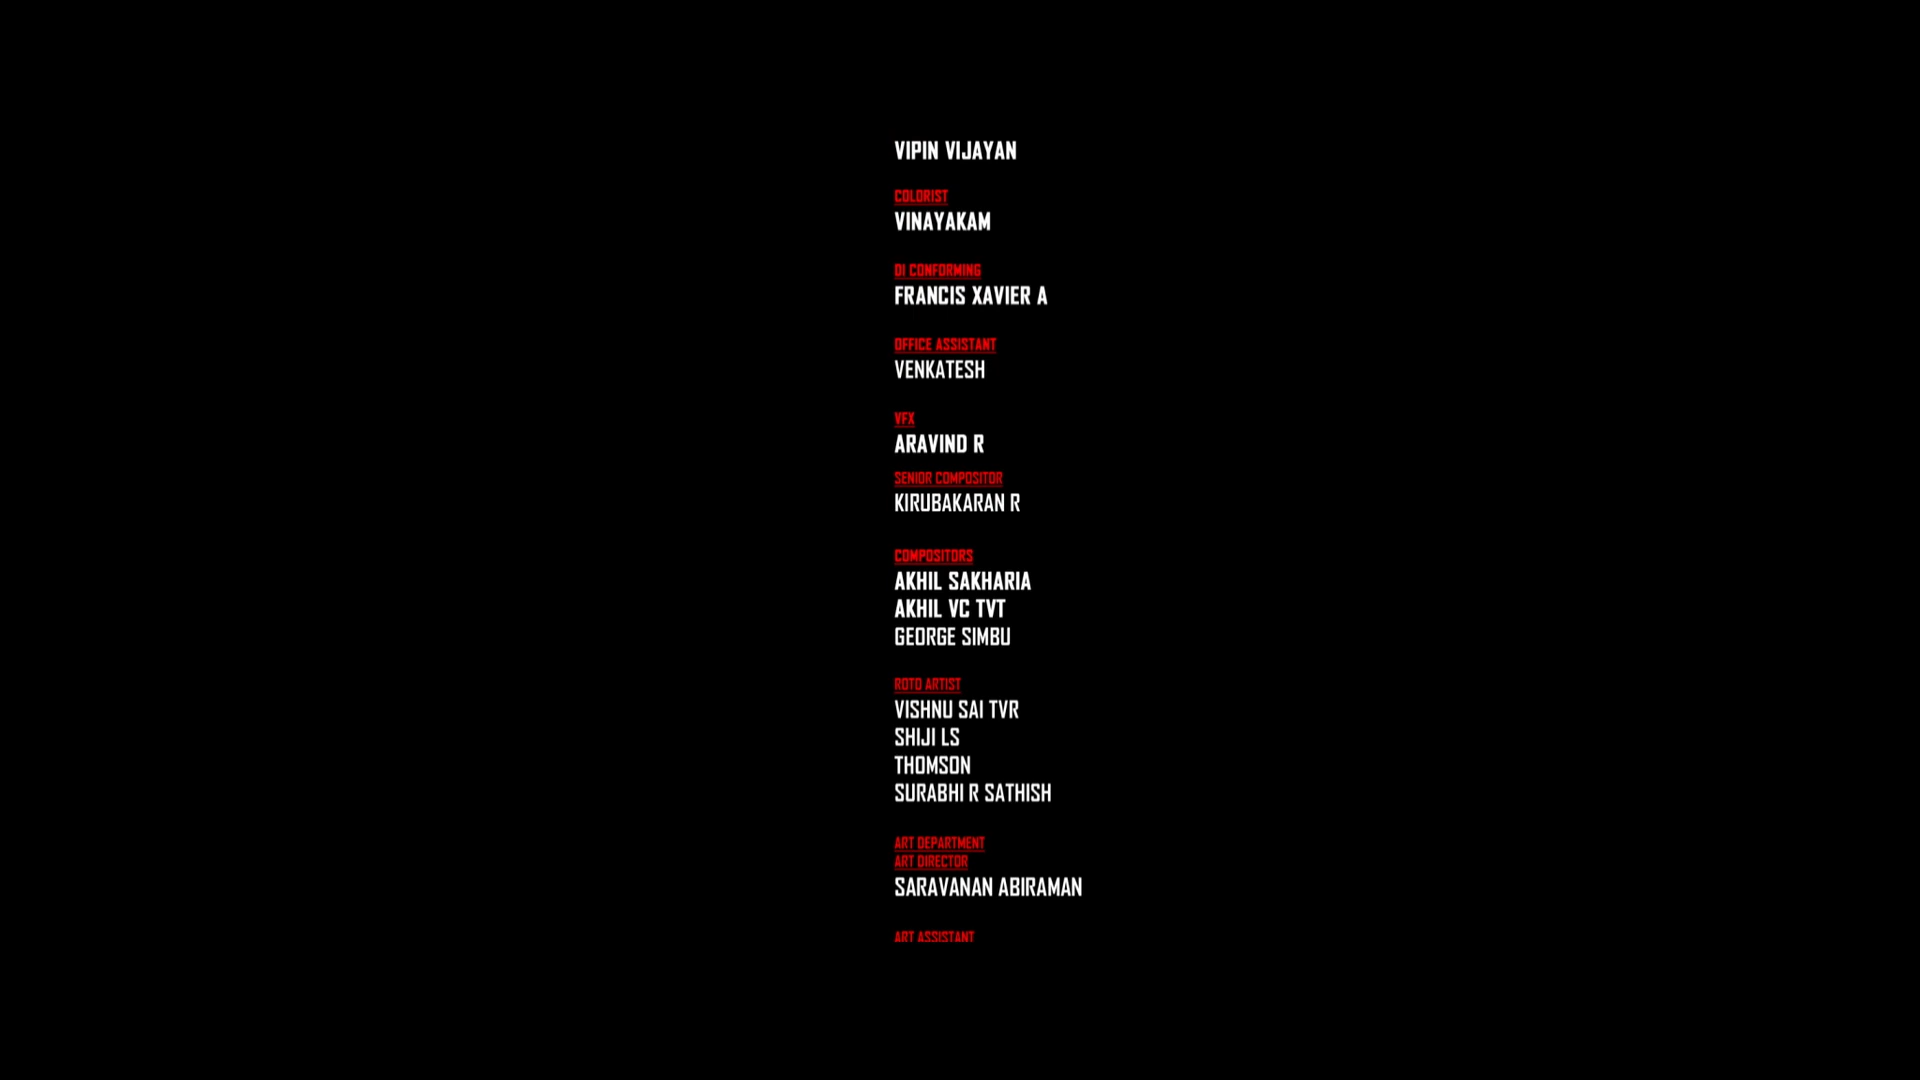 VIPIN VIJAYAN
COLORIST
VINAYAKAM
DI CONFORMING
FRANCIS XAVIER A
OFFICE ASSISTANT
VENKATESH
VFX
ARAVIND R
SENIOR COMPOSITOR
KIRUBAKARAN R
COMPOSITORS
AKHIL SAKHARIA
AKHIL VC TVT
GEORGE SIMBU
ROTO ARTIST
VISHNU SAI TVR
SHIJI LS
THOMSON
SURABHI R SATHISH
ART DEPARTMENT
ART DIRECTOR
SARAVANAN ABIRAMAN
ART ASSISTANT